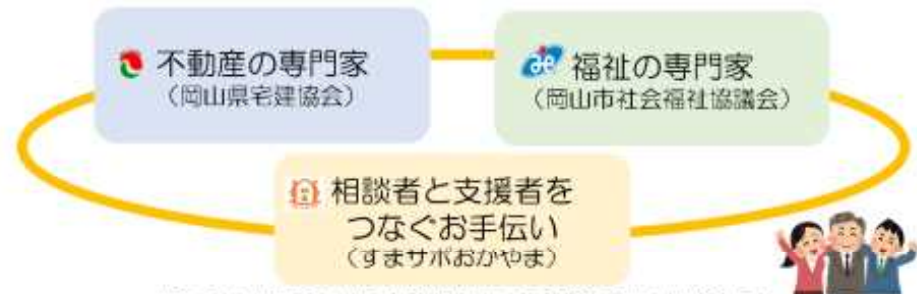 不動産の専門家
（岡山県宅建協会）
福祉の専門家
（岡山市社会福祉協議会）
相談者と支援者を
つなぐお手伝い
（すまサポおかやま）